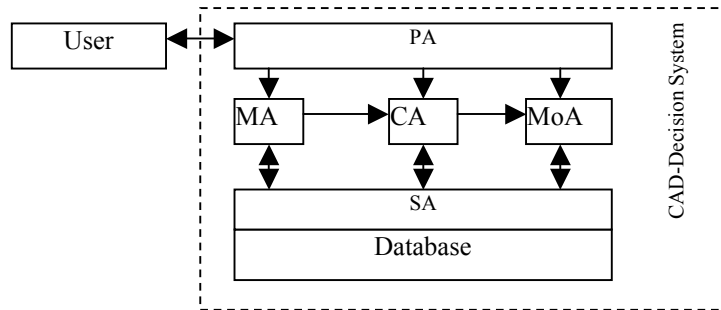 User
PA
MA
CA
MoA
SA
Database
CAD-Decision System